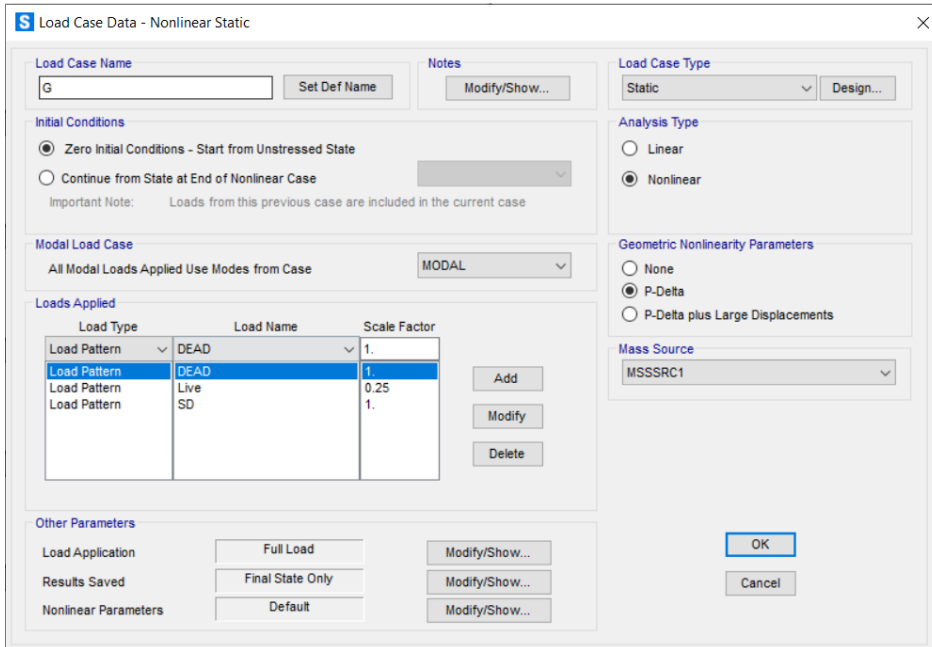 S Load Case Data - Nonlinear Static
Load Case Name
G
Set Def Name
Notes
Modify/Show...
Load Case Type
Static
Design...
Initial Conditions
Zero Initial Conditions - Start from Unstressed State
Continue from State at End of Nonlinear Case
Important Note: Loads from this previous case are included in the current case
Analysis Type
Linear
Nonlinear
Modal Load Case
All Modal Loads Applied Use Modes from Case
MODAL
Geometric Nonlinearity Parameters
None
P-Delta
P-Delta plus Large Displacements
Loads Applied
Load Type Load Name Scale Factor
Load Pattern DEAD 1.
Load Pattern DEAD 1.
Load Pattern Live 0.25
Load Pattern SD 1.
Add
Modify
Delete
Mass Source
MSSSRC1
Other Parameters
Load Application Full Load Modify/Show...
Results Saved Final State Only Modify/Show...
Nonlinear Parameters Default Modify/Show...
OK
Cancel